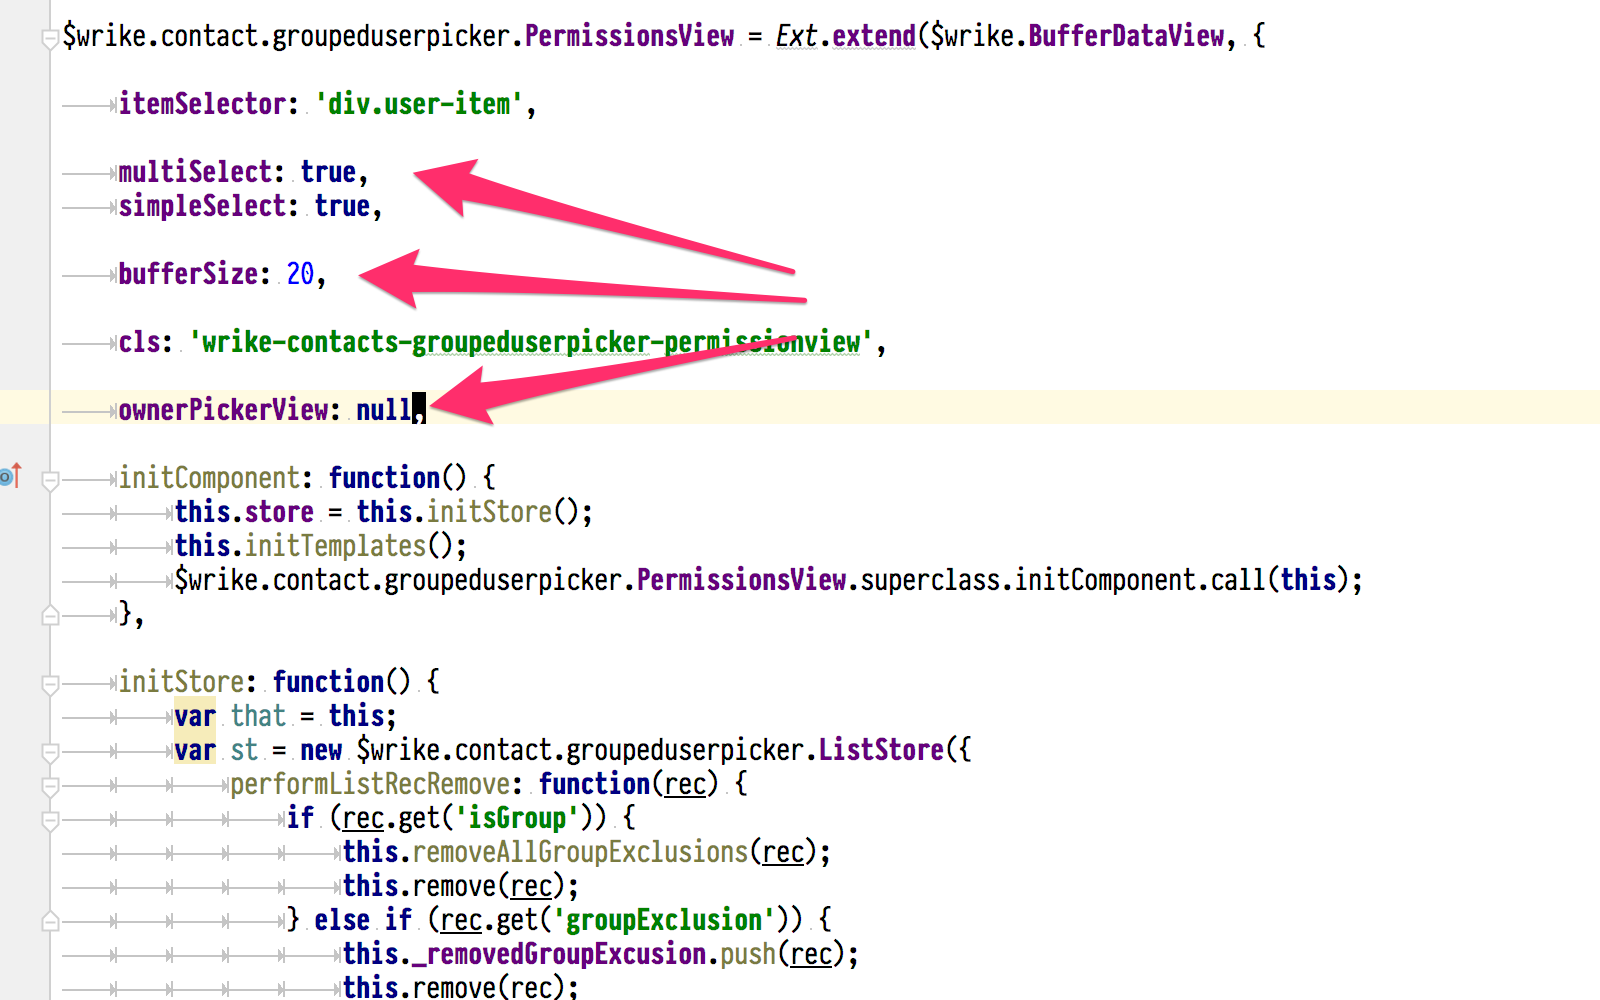 $wrike.contact.groupeduserpicker.PermissionsView = Ext.extend($wrike.BufferDataView, {
itemSelector: 'div.user-item',
multiSelect: true,
simpleSelect: true,
bufferSize: 20,
cls: 'wrike-contacts-groupeduserpicker-permissionview',
ownerPickerView: null,
initComponent: function() {
this.store = this.initStore();
this.initTemplates();
$wrike.contact.groupeduserpicker.PermissionsView.superclass.initComponent.call(this);
},
initStore: function() {
var that = this;
var st = new $wrike.contact.groupeduserpicker.ListStore({
performListRecRemove: function(rec) {
if (rec.get('isGroup')) {
this.removeAllGroupExclusions(rec);
this.remove(rec);
} else if (rec.get('groupExclusion')) {
this._removedGroupExcusion.push(rec);
this.remove(rec);